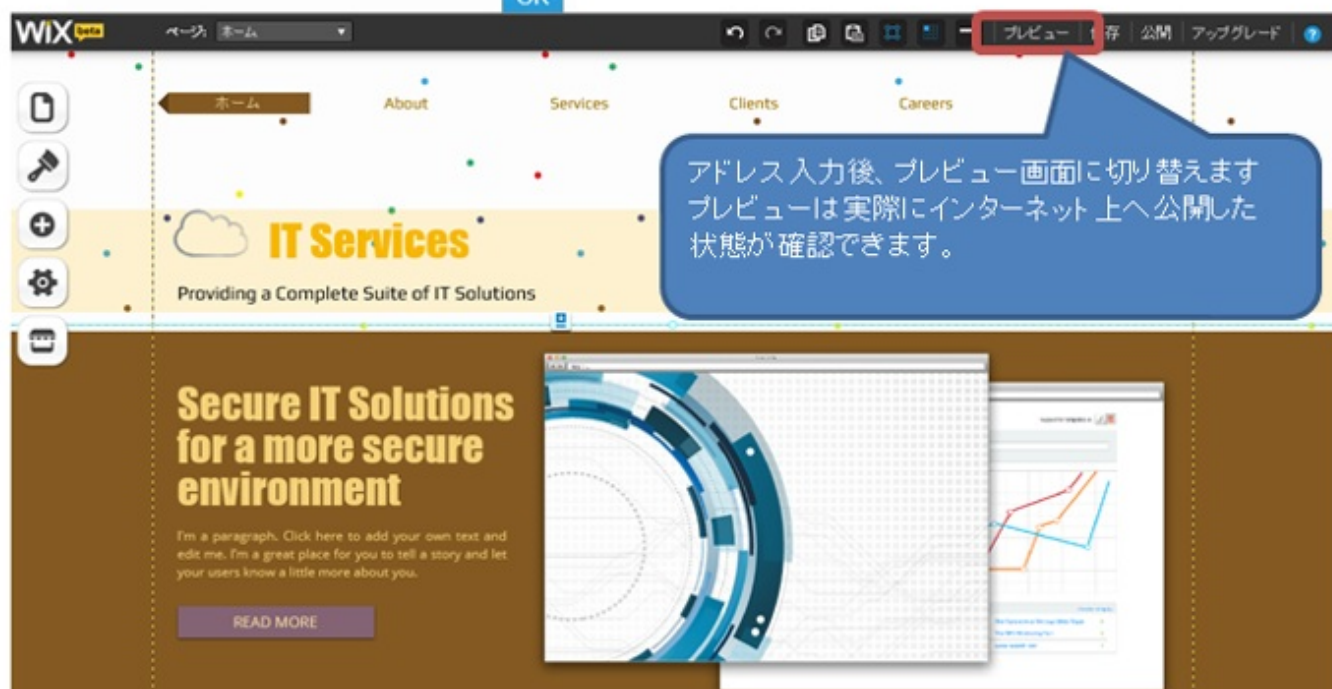 OK
WiX beta ページ: ホーム プレビュー 保存 公開 アップグレード ?
ホーム About Services Clients Careers
アドレス入力後、プレビュー画面に切り替えます
プレビューは実際にインターネット上へ公開した
状態が確認できます。
IT Services
Providing a Complete Suite of IT Solutions
Secure IT Solutions
for a more secure
environment
I'm a paragraph. Click here to add your own text and
edit me. I'm a great place for you to tell a story and let
your users know a little more about you.
READ MORE